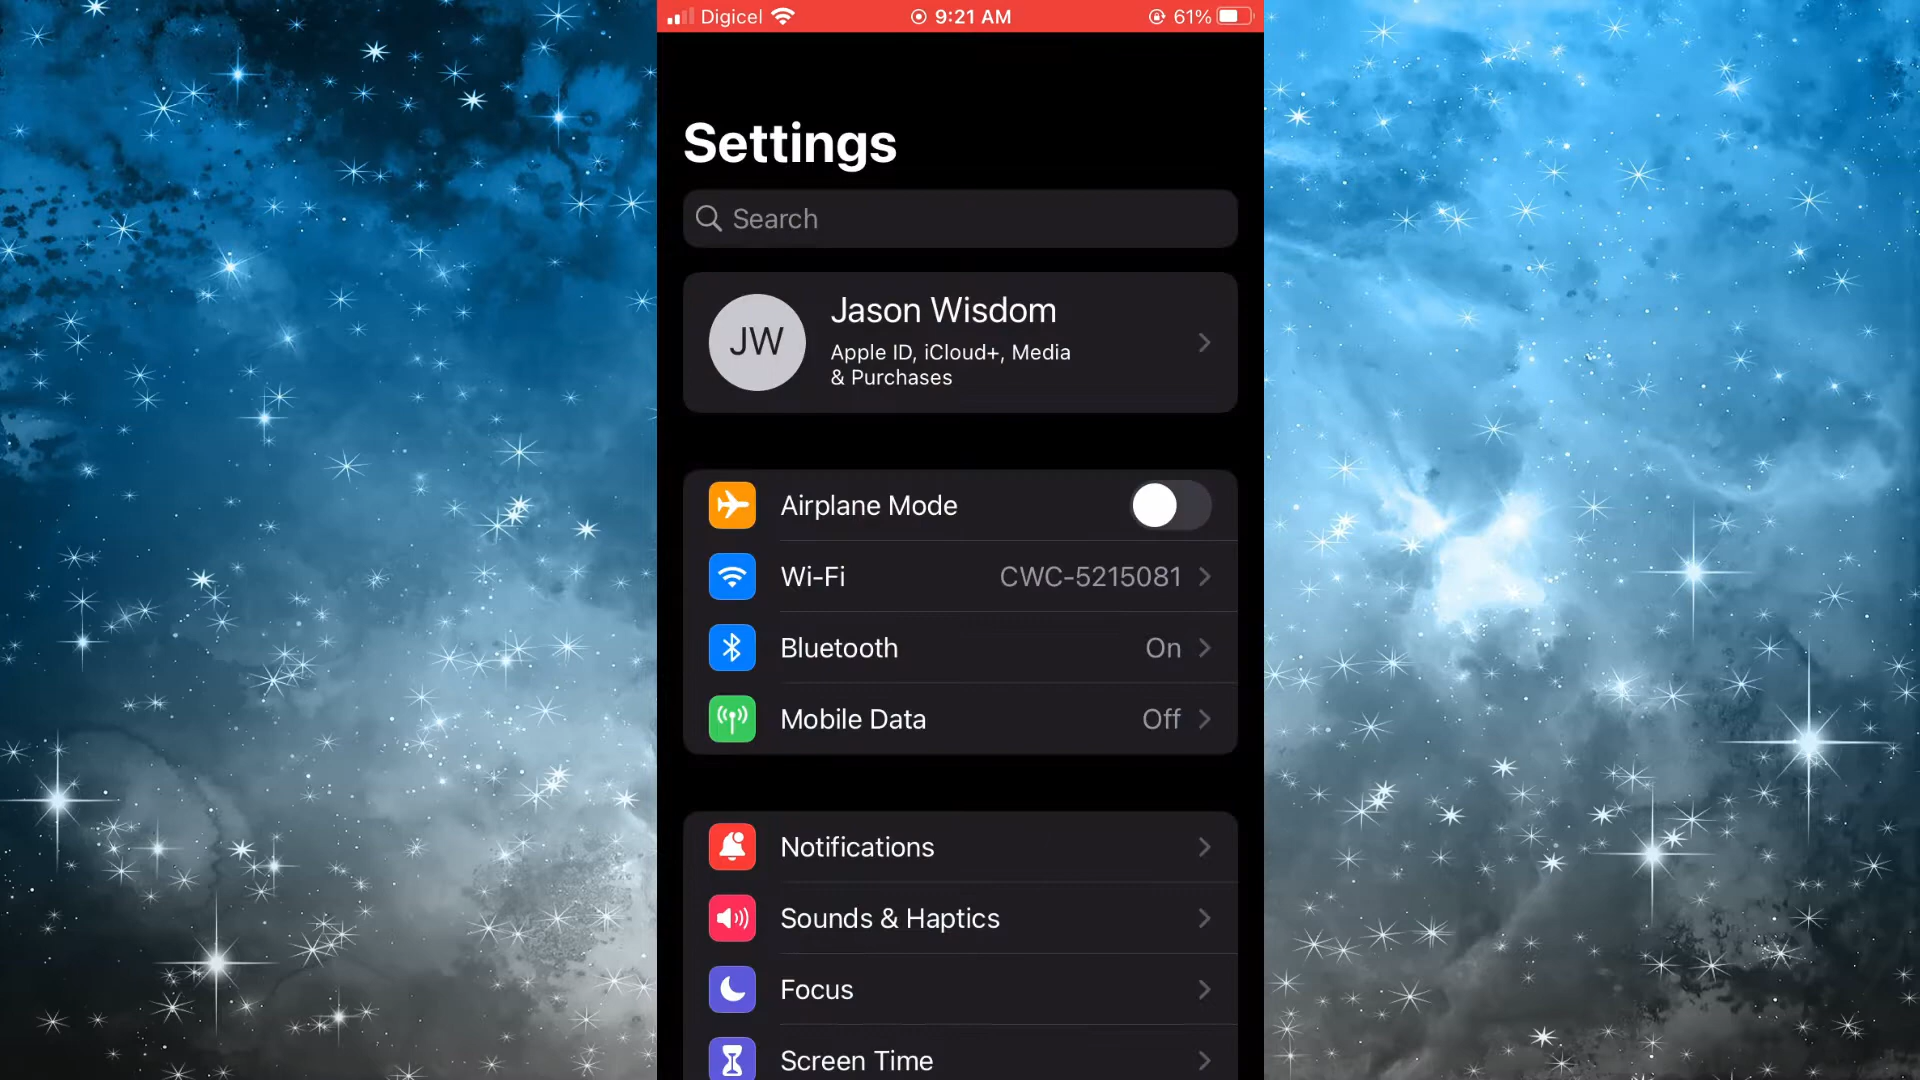 Digicel 9:21 AM 61%
Settings
Search
JW
Jason Wisdom
Apple ID, iCloud+, Media
& Purchases
Airplane Mode
Wi-Fi CWC-5215081
Bluetooth On
Mobile Data Off
Notifications
Sounds & Haptics
Focus
Screen Time